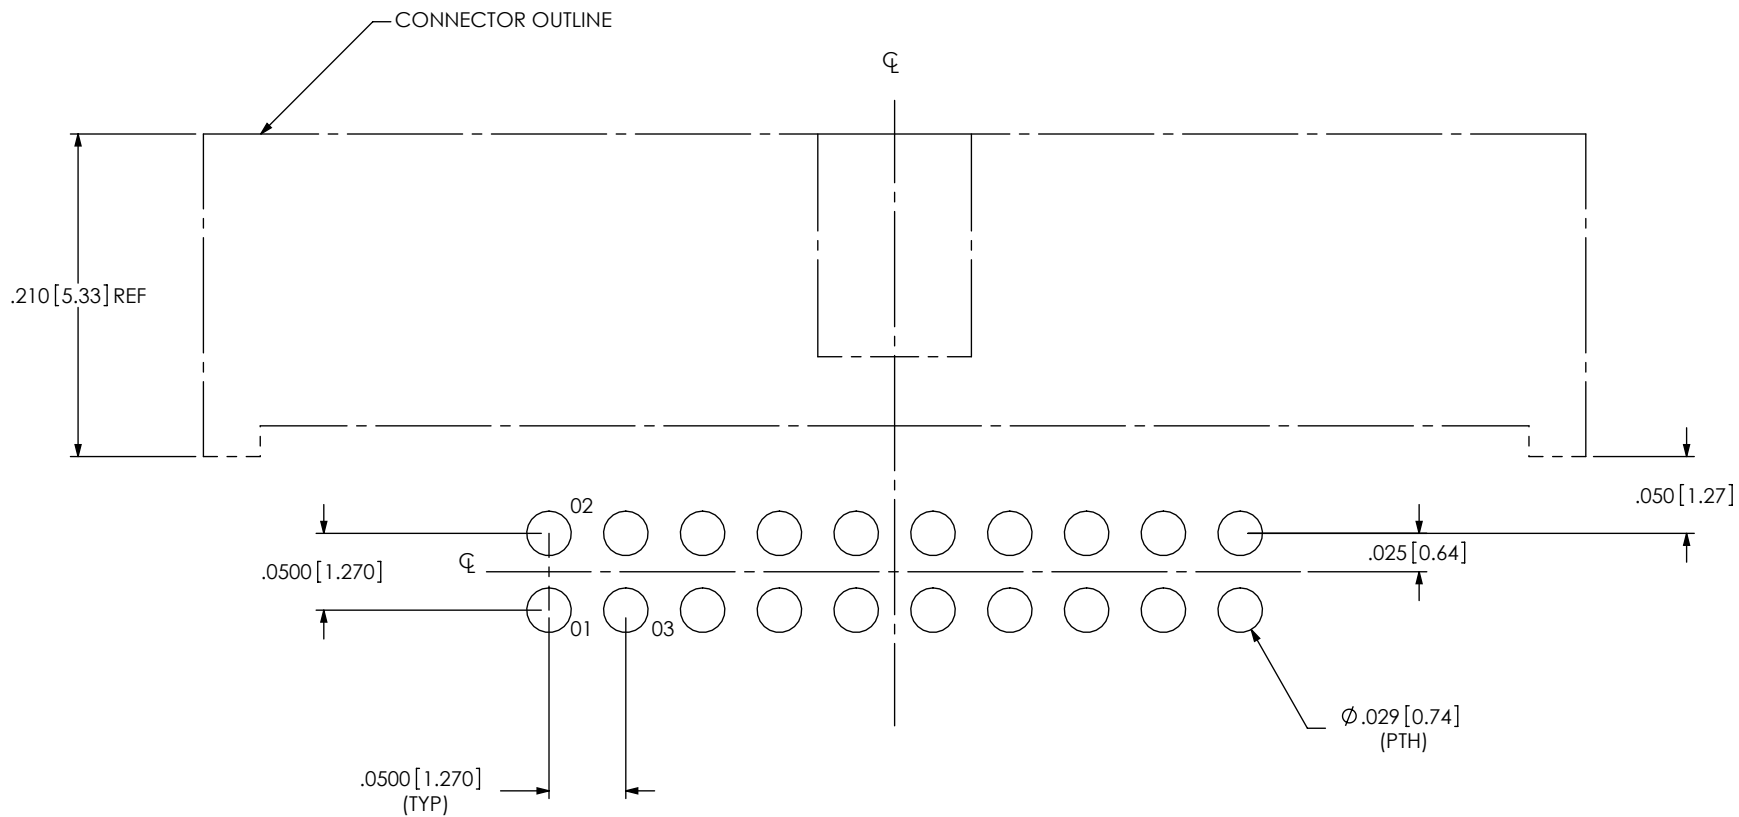 CONNECTOR OUTLINE
℄
.210 [5.33] REF
.050 [1.27]
02
.025 [0.64]
℄
.0500 [1.270]
01
03
Ø .029 [0.74]
(PTH)
.0500 [1.270]
(TYP)